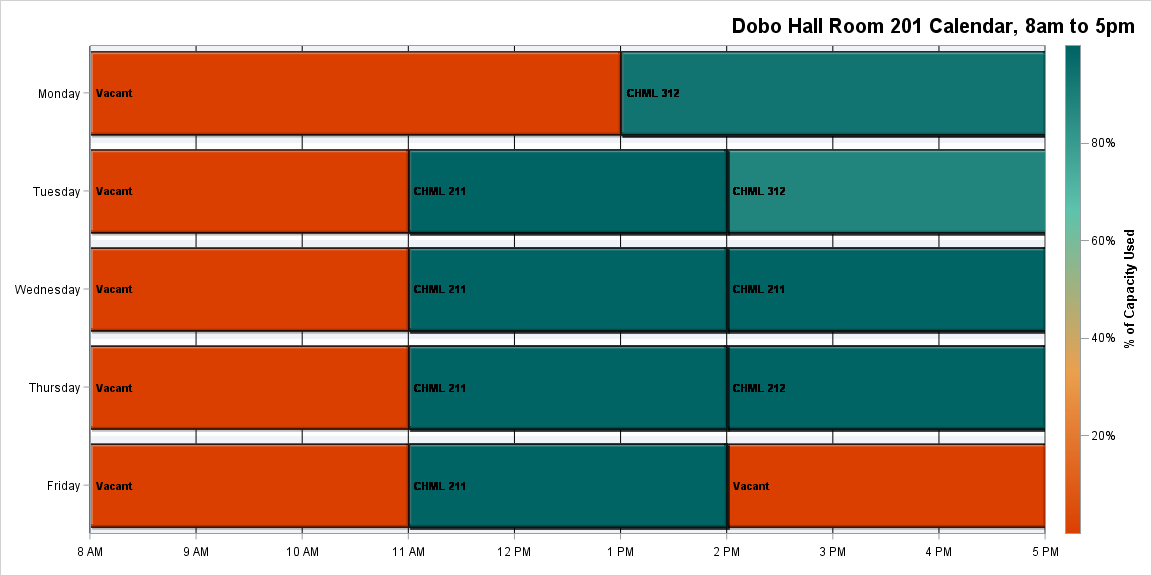 Dobo Hall Room 201 Calendar, 8am to 5pm
Monday
Vacant
CHML 312
Tuesday
Vacant
CHML 211
CHML 312
Wednesday
Vacant
CHML 211
CHML 211
Thursday
Vacant
CHML 211
CHML 212
Friday
Vacant
CHML 211
Vacant
8 AM
9 AM
10 AM
11 AM
12 PM
1 PM
2 PM
3 PM
4 PM
5 PM
80%
60%
40%
20%
% of Capacity Used